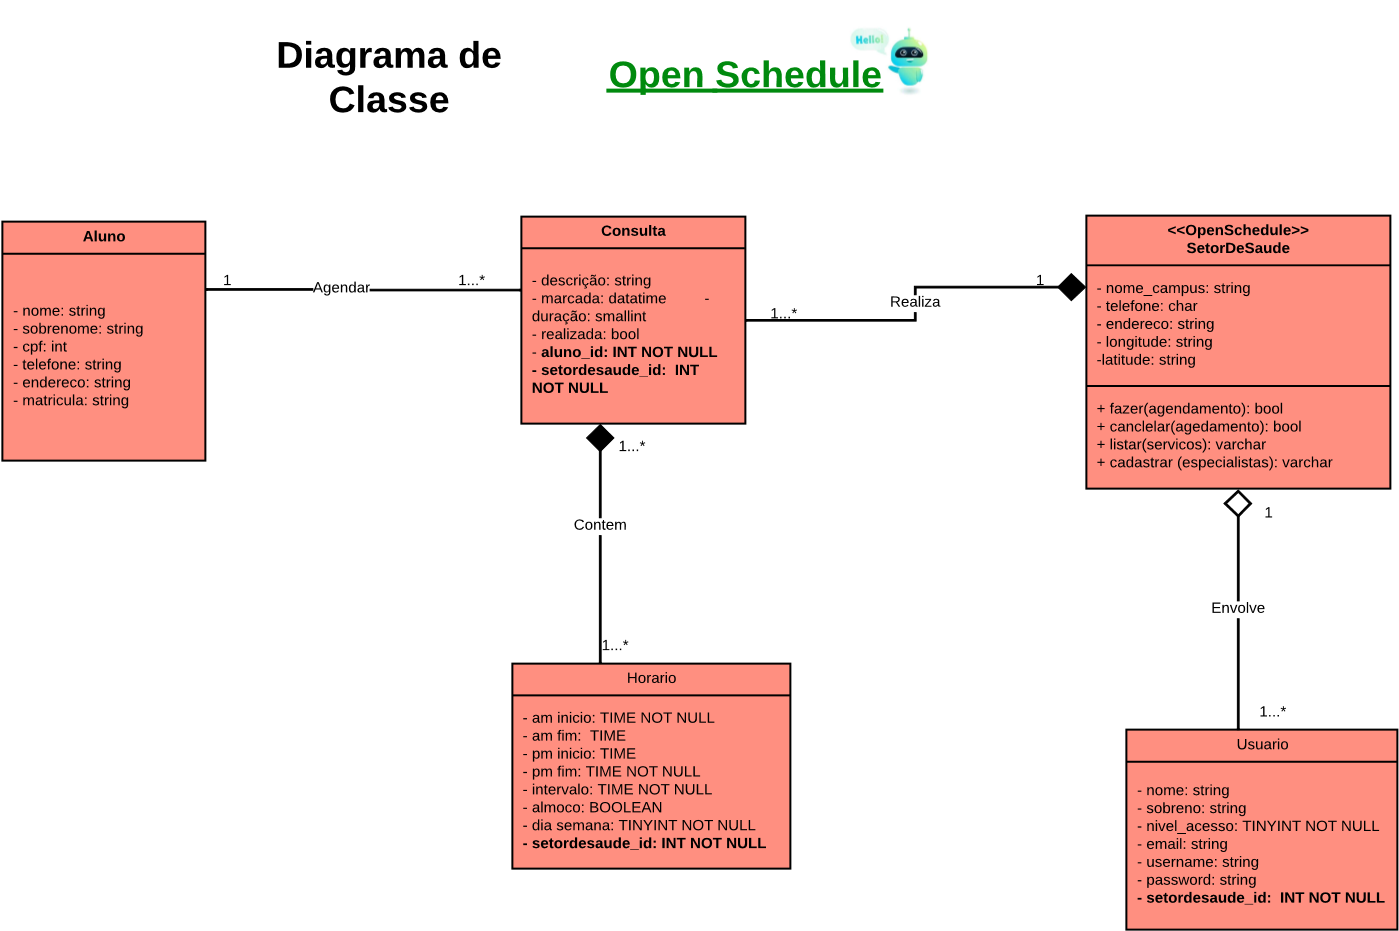 Diagrama de
Classe
Hello!
Open Schedule
Aluno
- nome: string
- sobrenome: string
- cpf: int
- telefone: string
- endereco: string
- matricula: string
1
Agendar
1...*
Consulta
- descrição: string
- marcada: datatime -
duração: smallint
- realizada: bool
- aluno_id: INT NOT NULL
- setordesaude_id: INT
NOT NULL
1...*
Realiza
1
<<OpenSchedule>>
SetorDeSaude
- nome_campus: string
- telefone: char
- endereco: string
- longitude: string
-latitude: string
+ fazer(agendamento): bool
+ canclelar(agedamento): bool
+ listar(servicos): varchar
+ cadastrar (especialistas): varchar
1...*
Contem
1...*
Horario
- am inicio: TIME NOT NULL
- am fim: TIME
- pm inicio: TIME
- pm fim: TIME NOT NULL
- intervalo: TIME NOT NULL
- almoco: BOOLEAN
- dia semana: TINYINT NOT NULL
- setordesaude_id: INT NOT NULL
1
Envolve
1...*
Usuario
- nome: string
- sobreno: string
- nivel_acesso: TINYINT NOT NULL
- email: string
- username: string
- password: string
- setordesaude_id: INT NOT NULL